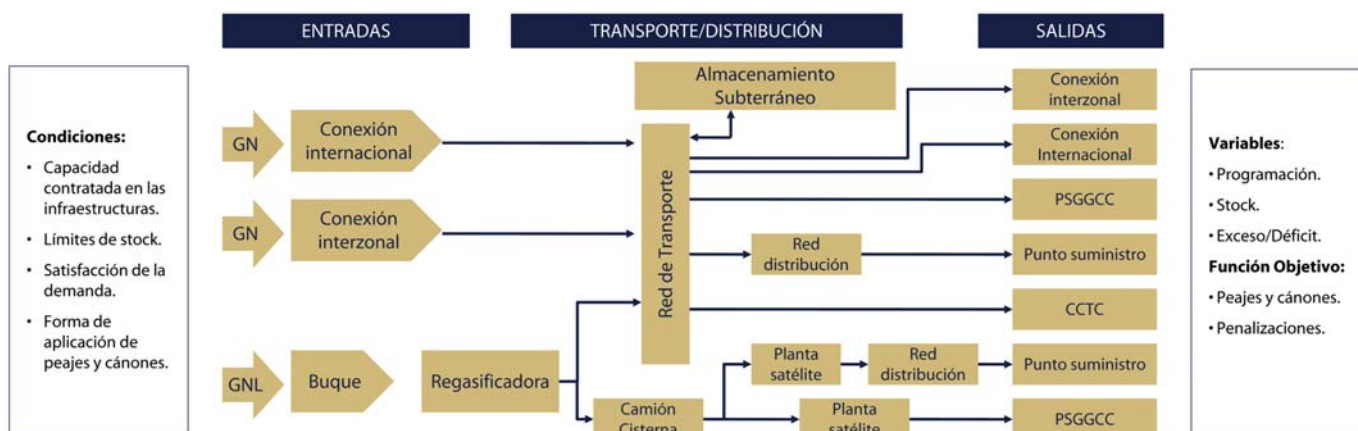 ENTRADAS
TRANSPORTE/DISTRIBUCIÓN
SALIDAS
Condiciones:
• Capacidad
contratada en las
infraestructuras.
• Límites de stock.
• Satisfacción de la
demanda.
• Forma de
aplicación de
peajes y cánones.
GN
Conexión
internacional
GN
Conexión
interzonal
GNL
Buque
Regasificadora
Almacenamiento
Subterráneo
Red de Transporte
Red
distribución
Planta
satélite
Red
distribución
Camión
Cisterna
Planta
satélite
Conexión
interzonal
Conexión
Internacional
PSGGCC
Punto suministro
CCTC
Punto suministro
PSGGCC
Variables:
• Programación.
• Stock.
• Exceso/Déficit.
Función Objetivo:
• Peajes y cánones.
• Penalizaciones.